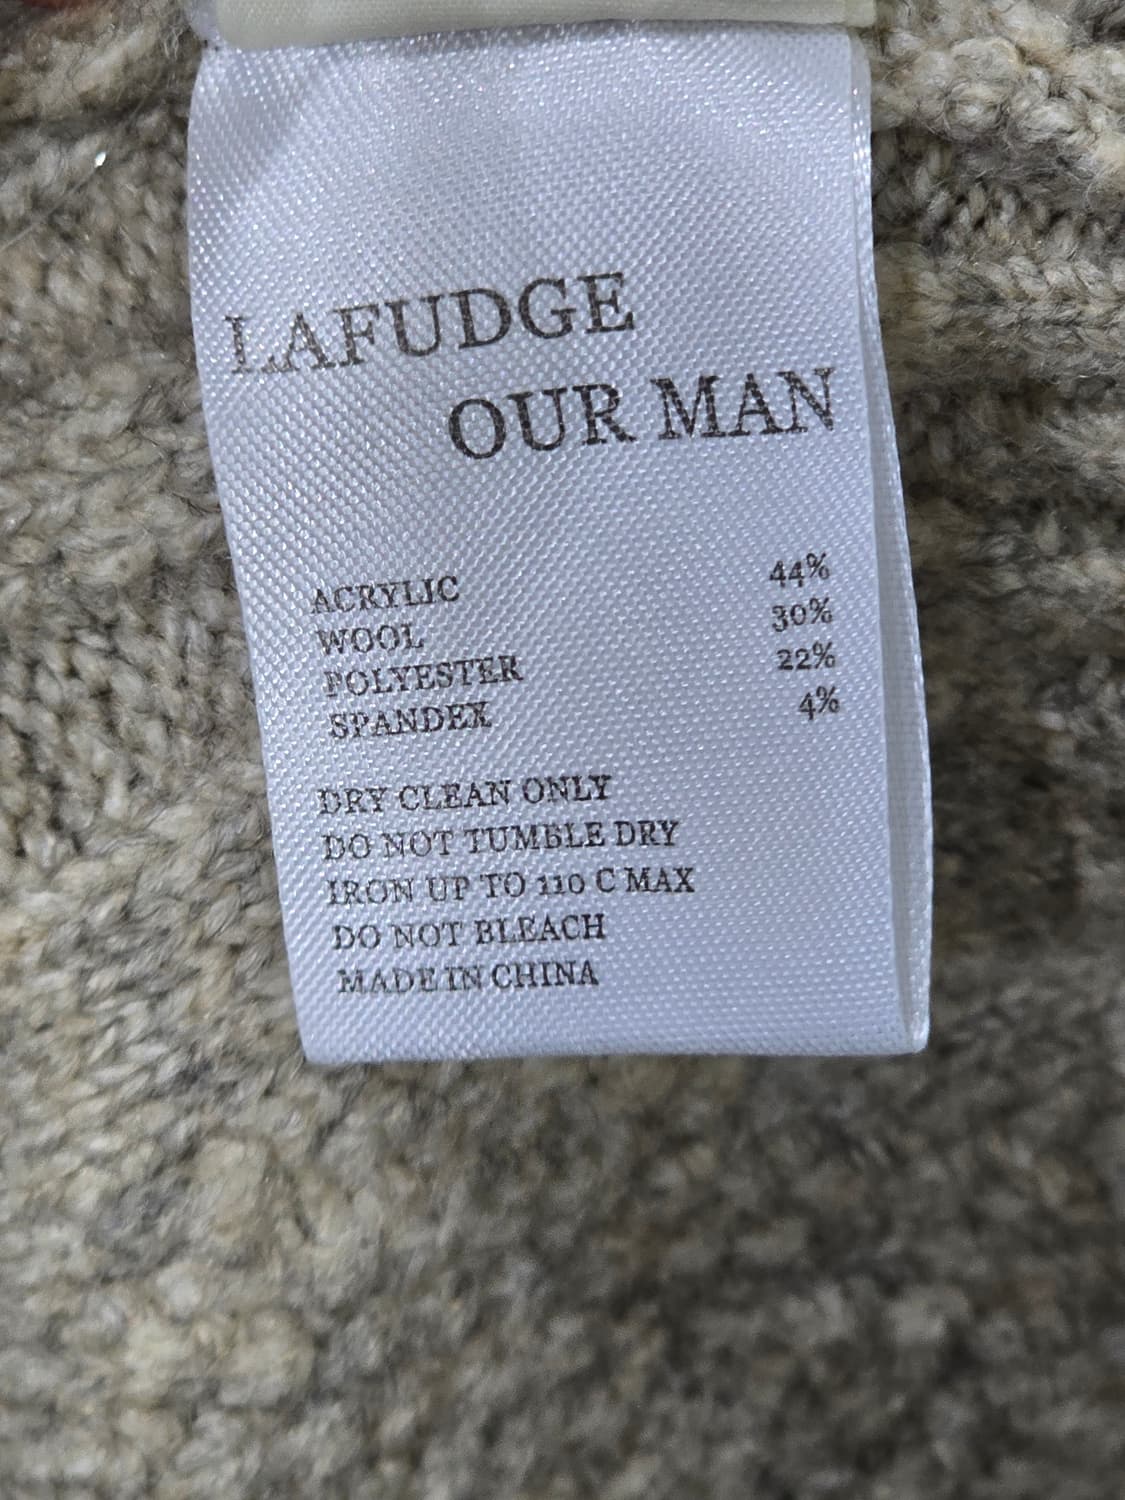 LAFUDGE
OUR MAN
ACRYLIC 44%
WOOL 30%
POLYESTER 22%
SPANDEX 4%
DRY CLEAN ONLY
DO NOT TUMBLE DRY
IRON UP TO 110 C MAX
DO NOT BLEACH
MADE IN CHINA